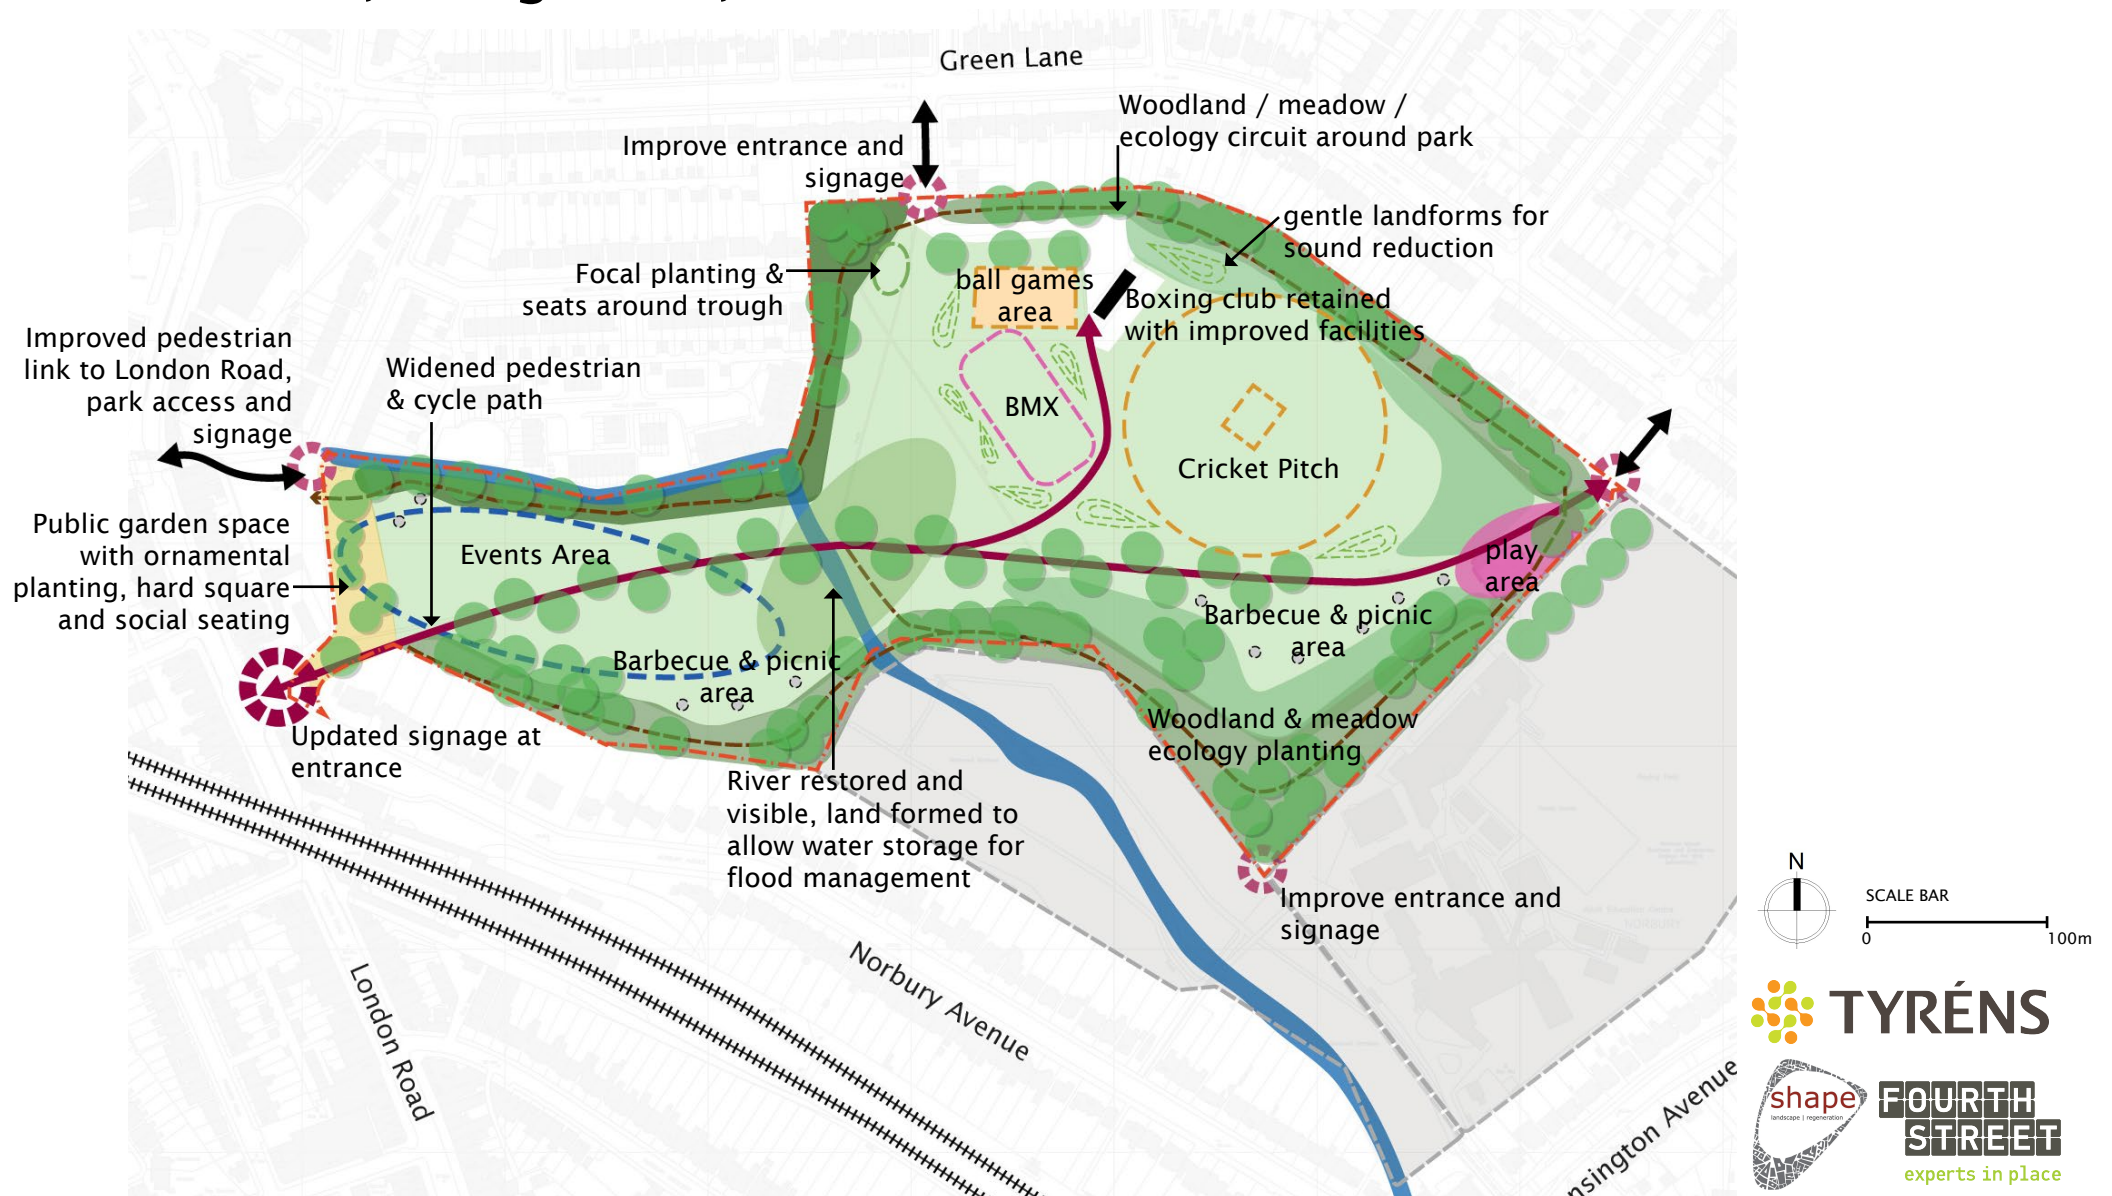 Green Lane
Woodland / meadow /
ecology circuit around park
Improve entrance and
signage
gentle landforms for
sound reduction
Focal planting &
seats around trough
ball games
area
Boxing club retained
with improved facilities
Improved pedestrian
link to London Road,
park access and
signage
Widened pedestrian
& cycle path
BMX
Cricket Pitch
Public garden space
with ornamental
planting, hard square
and social seating
Events Area
play
area
Barbecue & picnic
area
Barbecue & picnic
area
Woodland & meadow
ecology planting
Updated signage at
entrance
River restored and
visible, land formed to
allow water storage for
flood management
Improve entrance and
signage
Norbury Avenue
London Road
nsington Avenue
N
SCALE BAR
0
100m
TYRÉNS
shape
landscape | regeneration
FOURTH
STREET
experts in place